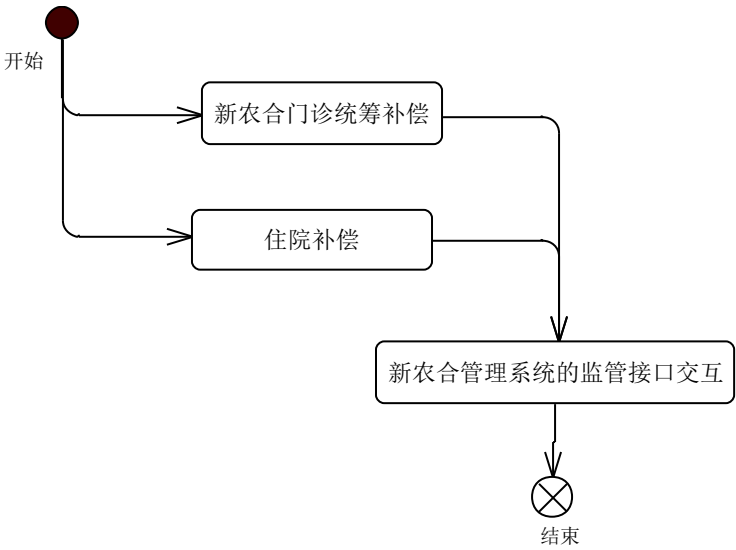 开始
新农合门诊统筹补偿
住院补偿
新农合管理系统的监管接口交互
结束